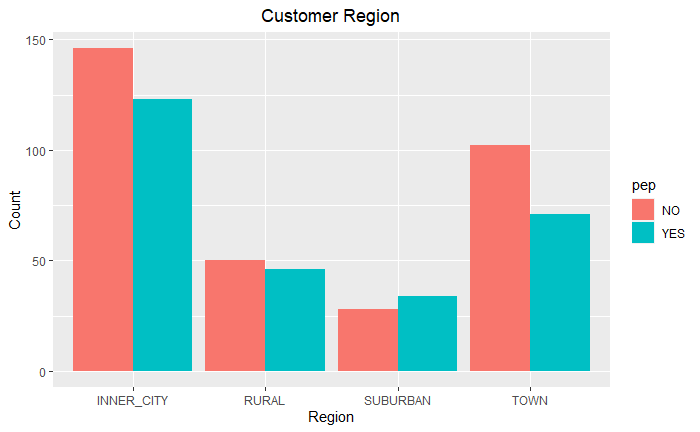 Customer Region
150
100
50
0
Count
INNER_CITY RURAL SUBURBAN TOWN
Region
pep
NO
YES